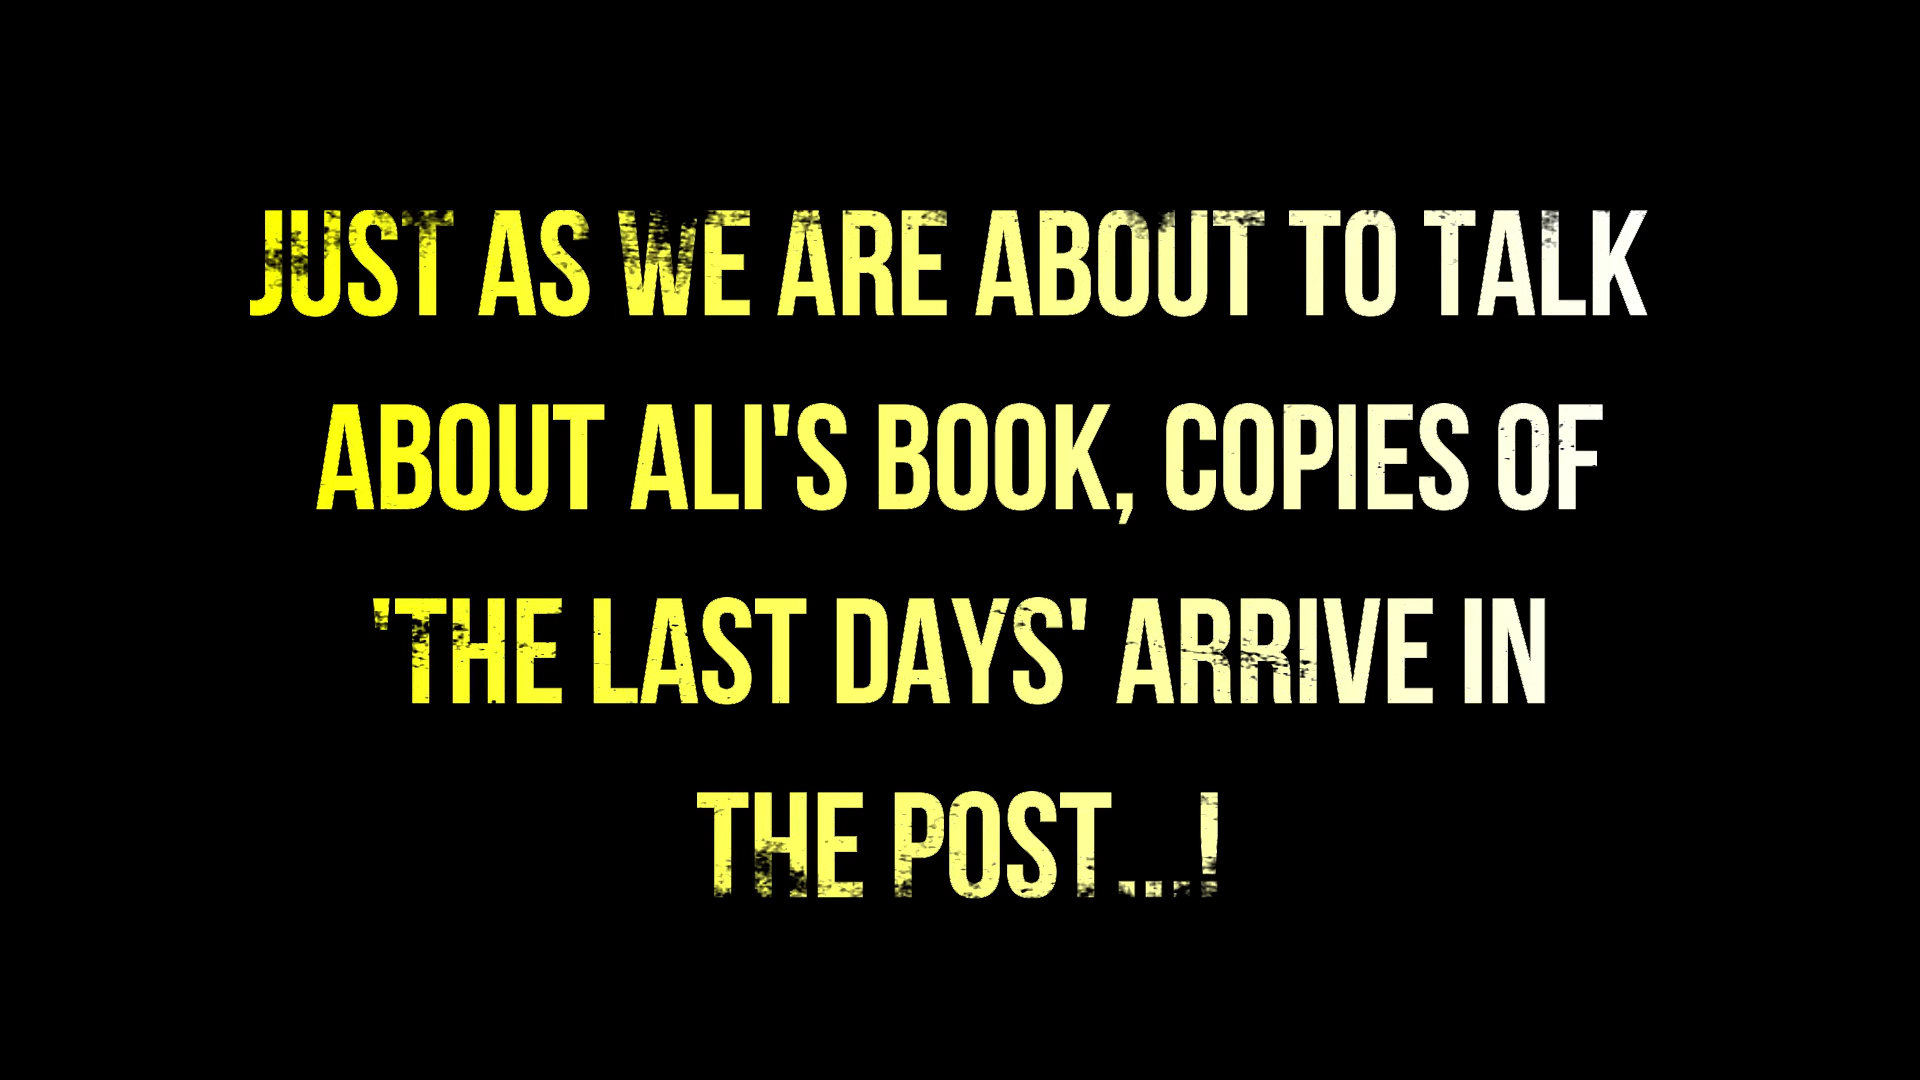 JUST AS WE ARE ABOUT TO TALK
ABOUT ALI'S BOOK, COPIES OF
'THE LAST DAYS' ARRIVE IN
THE POST...!